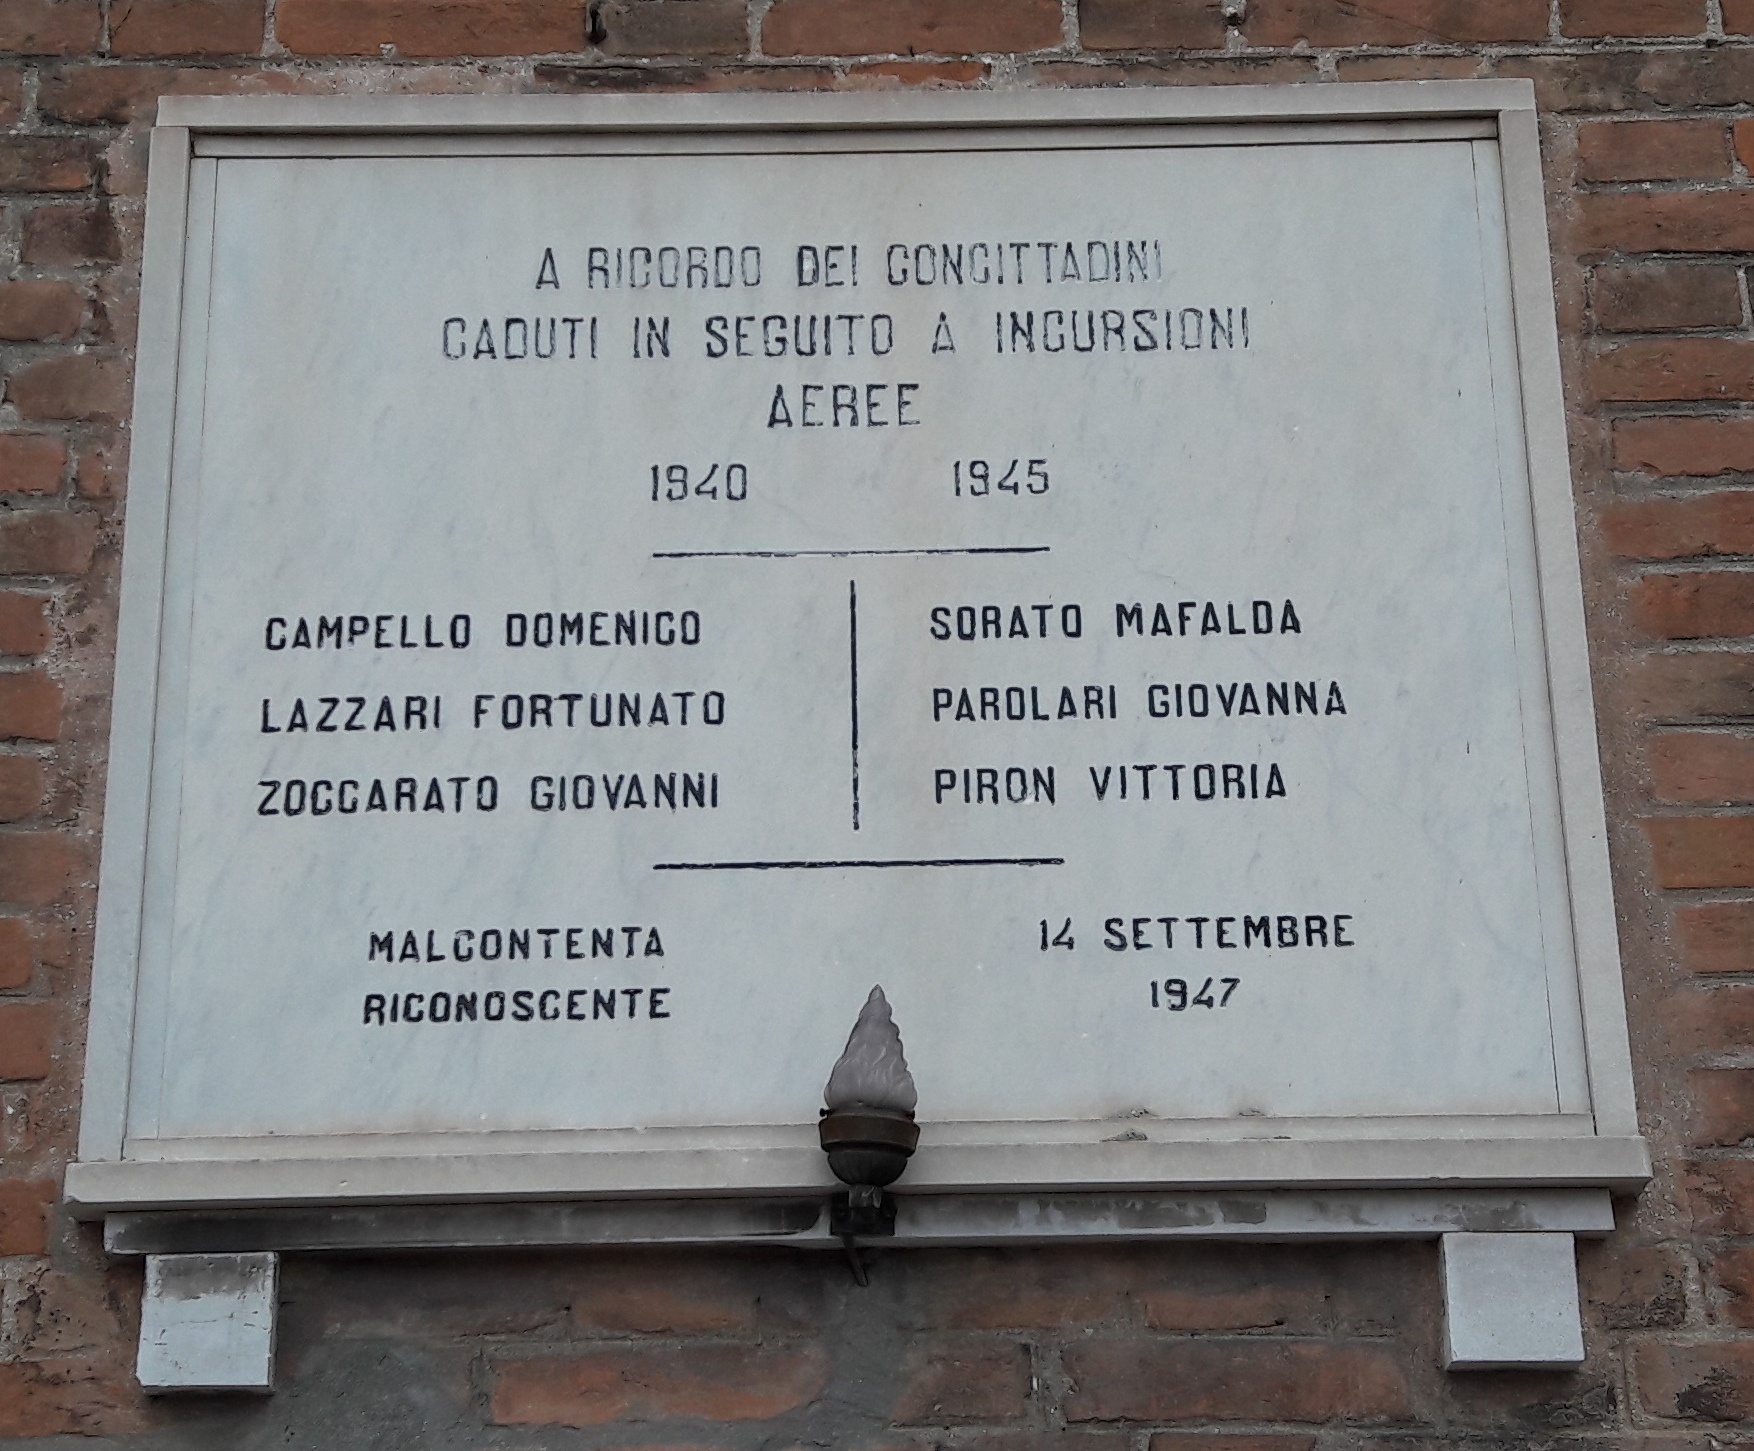 A RICORDO DEI CONCITTADINI
CADUTI IN SEGUITO A INCURSIONI
AEREE
1940 1945
CAMPELLO DOMENICO
LAZZARI FORTUNATO
ZOCCARATO GIOVANNI
SORATO MAFALDA
PAROLARI GIOVANNA
PIRON VITTORIA
MALCONTENTA
RICONOSCENTE
14 SETTEMBRE
1947